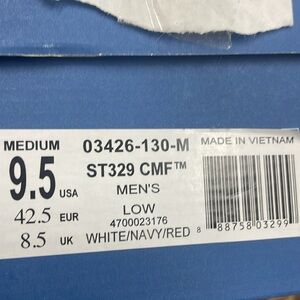 MEDIUM 03426-130-M MADE IN VIETNAM
9.5 USA ST329 CMF™
MEN'S
42.5 EUR LOW
4700023176
8.5 UK WHITE/NAVY/RED 8 88758 03299